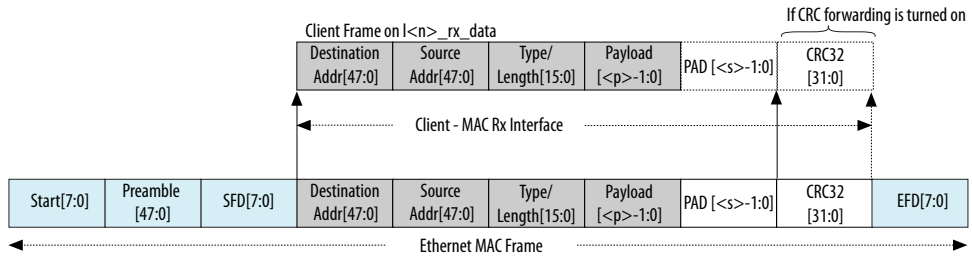 If CRC forwarding is turned on
Client Frame on l<n>_rx_data
Destination Addr[47:0]
Source Addr[47:0]
Type/ Length[15:0]
Payload [<p>-1:0]
PAD [<s>-1:0]
CRC32 [31:0]
Client - MAC Rx Interface
Start[7:0]
Preamble [47:0]
SFD[7:0]
Destination Addr[47:0]
Source Addr[47:0]
Type/ Length[15:0]
Payload [<p>-1:0]
PAD [<s>-1:0]
CRC32 [31:0]
EFD[7:0]
Ethernet MAC Frame